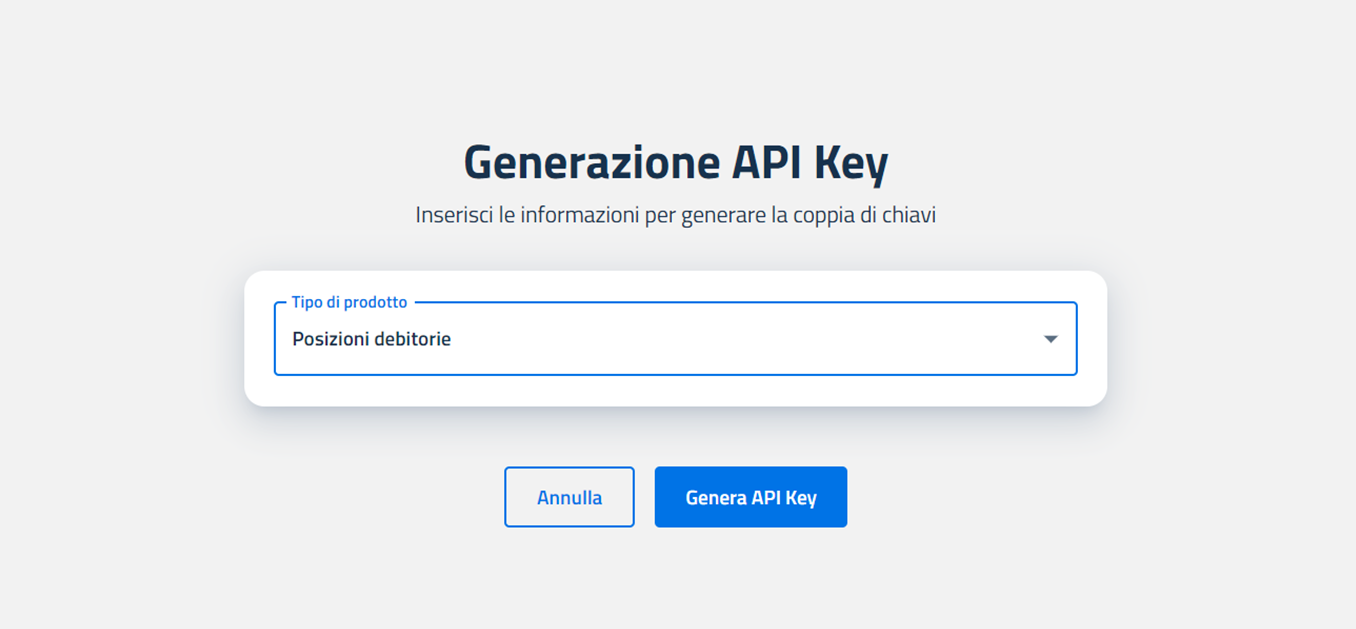 Generazione API Key
Inserisci le informazioni per generare la coppia di chiavi
Tipo di prodotto
Posizioni debitorie
Annulla
Genera API Key